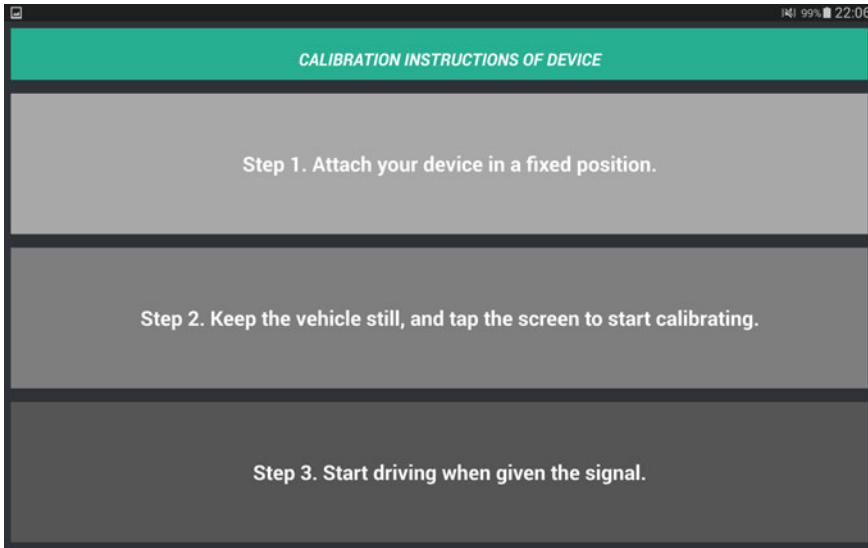 99% 22:06
CALIBRATION INSTRUCTIONS OF DEVICE
Step 1. Attach your device in a fixed position.
Step 2. Keep the vehicle still, and tap the screen to start calibrating.
Step 3. Start driving when given the signal.